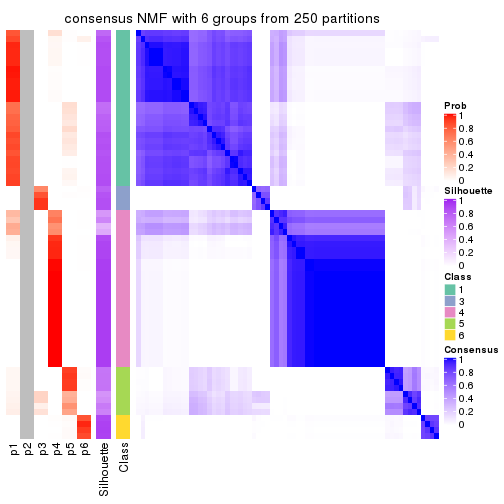 consensus NMF with 6 groups from 250 partitions
Prob
1
0.8
0.6
0.4
0.2
0
Silhouette
1
0.8
0.6
0.4
0.2
0
Class
1
3
4
5
6
Consensus
1
0.8
0.6
0.4
0.2
0
p1
p2
p3
p4
p5
p6
Silhouette
Class